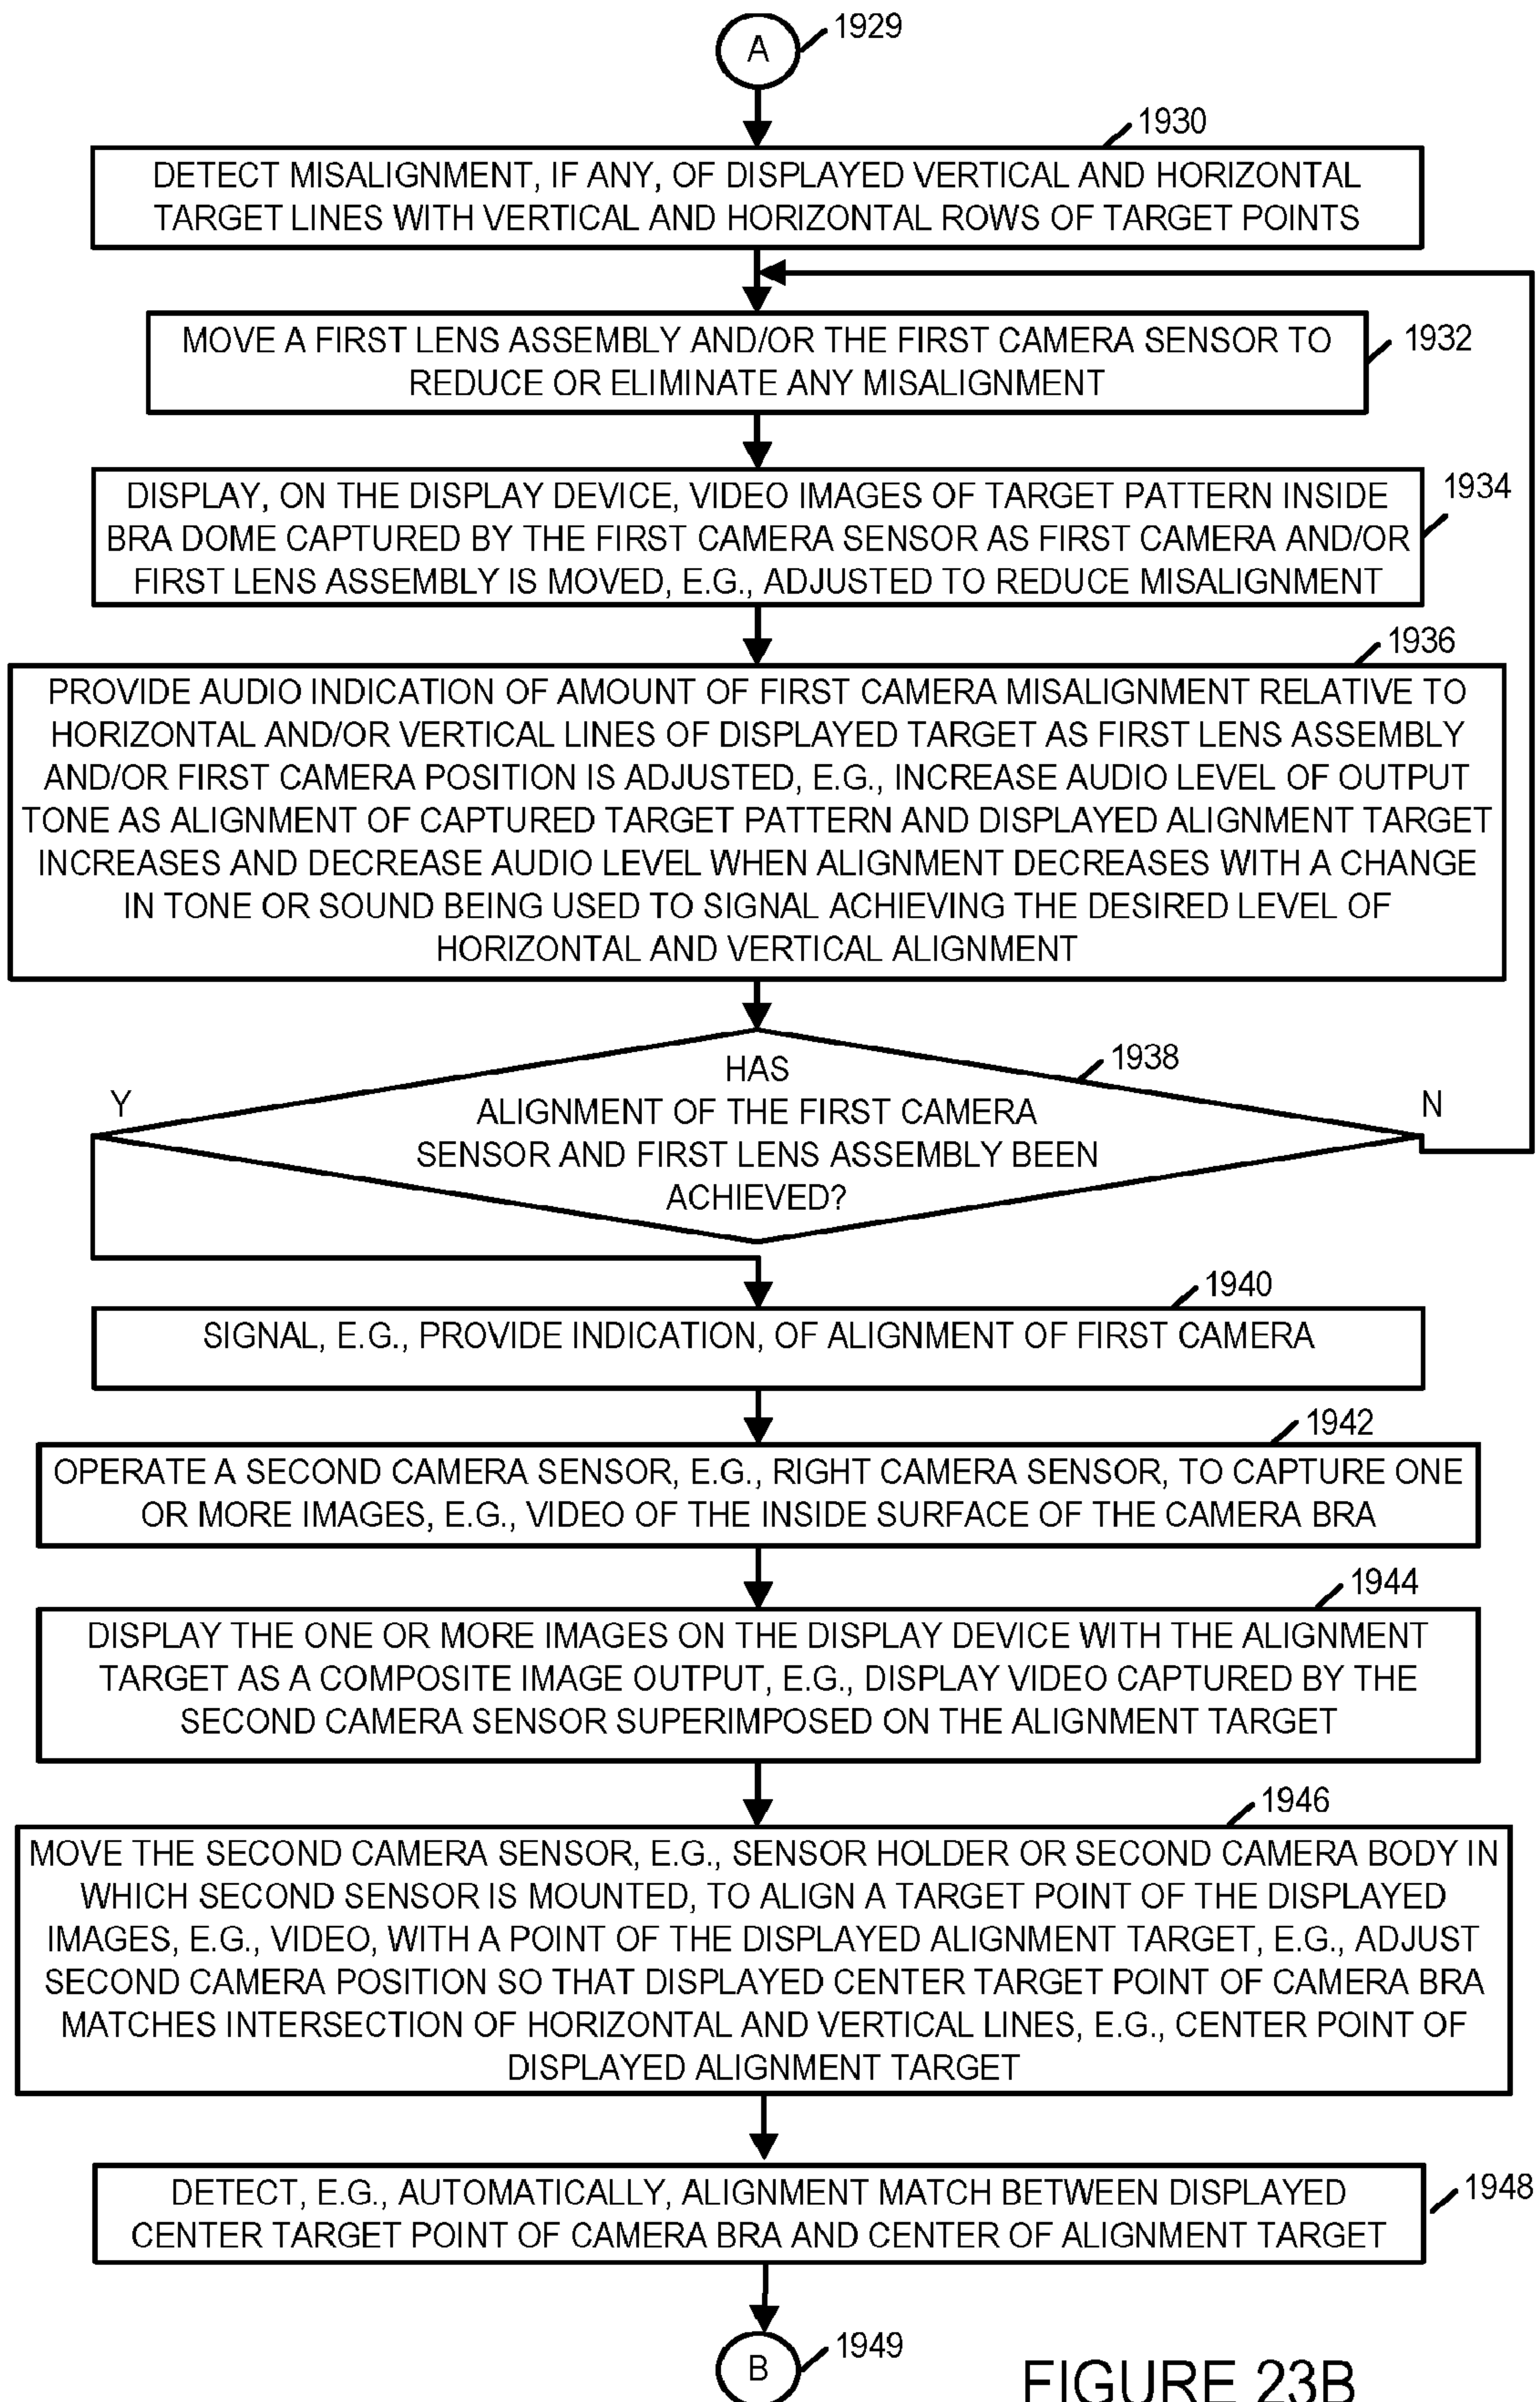 A
1929
1930
DETECT MISALIGNMENT, IF ANY, OF DISPLAYED VERTICAL AND HORIZONTAL
TARGET LINES WITH VERTICAL AND HORIZONTAL ROWS OF TARGET POINTS
MOVE A FIRST LENS ASSEMBLY AND/OR THE FIRST CAMERA SENSOR TO
REDUCE OR ELIMINATE ANY MISALIGNMENT
1932
DISPLAY, ON THE DISPLAY DEVICE, VIDEO IMAGES OF TARGET PATTERN INSIDE
BRA DOME CAPTURED BY THE FIRST CAMERA SENSOR AS FIRST CAMERA AND/OR
FIRST LENS ASSEMBLY IS MOVED, E.G., ADJUSTED TO REDUCE MISALIGNMENT
1934
1936
PROVIDE AUDIO INDICATION OF AMOUNT OF FIRST CAMERA MISALIGNMENT RELATIVE TO
HORIZONTAL AND/OR VERTICAL LINES OF DISPLAYED TARGET AS FIRST LENS ASSEMBLY
AND/OR FIRST CAMERA POSITION IS ADJUSTED, E.G., INCREASE AUDIO LEVEL OF OUTPUT
TONE AS ALIGNMENT OF CAPTURED TARGET PATTERN AND DISPLAYED ALIGNMENT TARGET
INCREASES AND DECREASE AUDIO LEVEL WHEN ALIGNMENT DECREASES WITH A CHANGE
IN TONE OR SOUND BEING USED TO SIGNAL ACHIEVING THE DESIRED LEVEL OF
HORIZONTAL AND VERTICAL ALIGNMENT
1938
Y
N
HAS
ALIGNMENT OF THE FIRST CAMERA
SENSOR AND FIRST LENS ASSEMBLY BEEN
ACHIEVED?
1940
SIGNAL, E.G., PROVIDE INDICATION, OF ALIGNMENT OF FIRST CAMERA
1942
OPERATE A SECOND CAMERA SENSOR, E.G., RIGHT CAMERA SENSOR, TO CAPTURE ONE
OR MORE IMAGES, E.G., VIDEO OF THE INSIDE SURFACE OF THE CAMERA BRA
1944
DISPLAY THE ONE OR MORE IMAGES ON THE DISPLAY DEVICE WITH THE ALIGNMENT
TARGET AS A COMPOSITE IMAGE OUTPUT, E.G., DISPLAY VIDEO CAPTURED BY THE
SECOND CAMERA SENSOR SUPERIMPOSED ON THE ALIGNMENT TARGET
1946
MOVE THE SECOND CAMERA SENSOR, E.G., SENSOR HOLDER OR SECOND CAMERA BODY IN
WHICH SECOND SENSOR IS MOUNTED, TO ALIGN A TARGET POINT OF THE DISPLAYED
IMAGES, E.G., VIDEO, WITH A POINT OF THE DISPLAYED ALIGNMENT TARGET, E.G., ADJUST
SECOND CAMERA POSITION SO THAT DISPLAYED CENTER TARGET POINT OF CAMERA BRA
MATCHES INTERSECTION OF HORIZONTAL AND VERTICAL LINES, E.G., CENTER POINT OF
DISPLAYED ALIGNMENT TARGET
DETECT, E.G., AUTOMATICALLY, ALIGNMENT MATCH BETWEEN DISPLAYED
CENTER TARGET POINT OF CAMERA BRA AND CENTER OF ALIGNMENT TARGET
1948
B
1949
FIGURE 23B